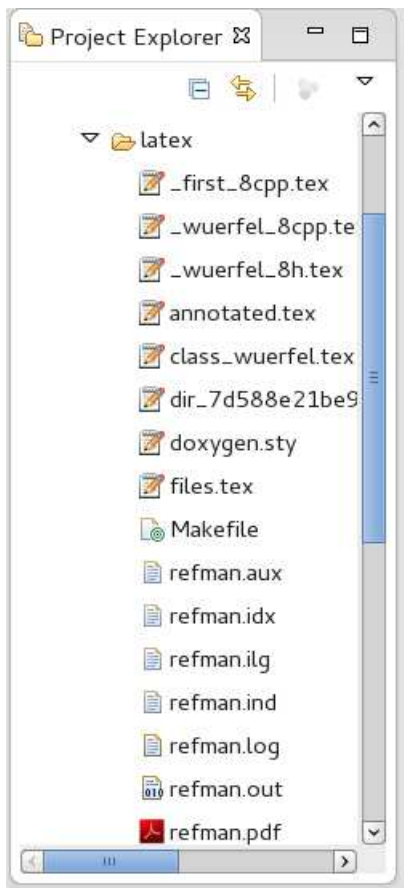 Project Explorer
latex
_first_8cpp.tex
_wuerfel_8cpp.te
_wuerfel_8h.tex
annotated.tex
class_wuerfel.tex
dir_7d588e21be9
doxygen.sty
files.tex
Makefile
refman.aux
refman.idx
refman.ilg
refman.ind
refman.log
010 refman.out
refman.pdf